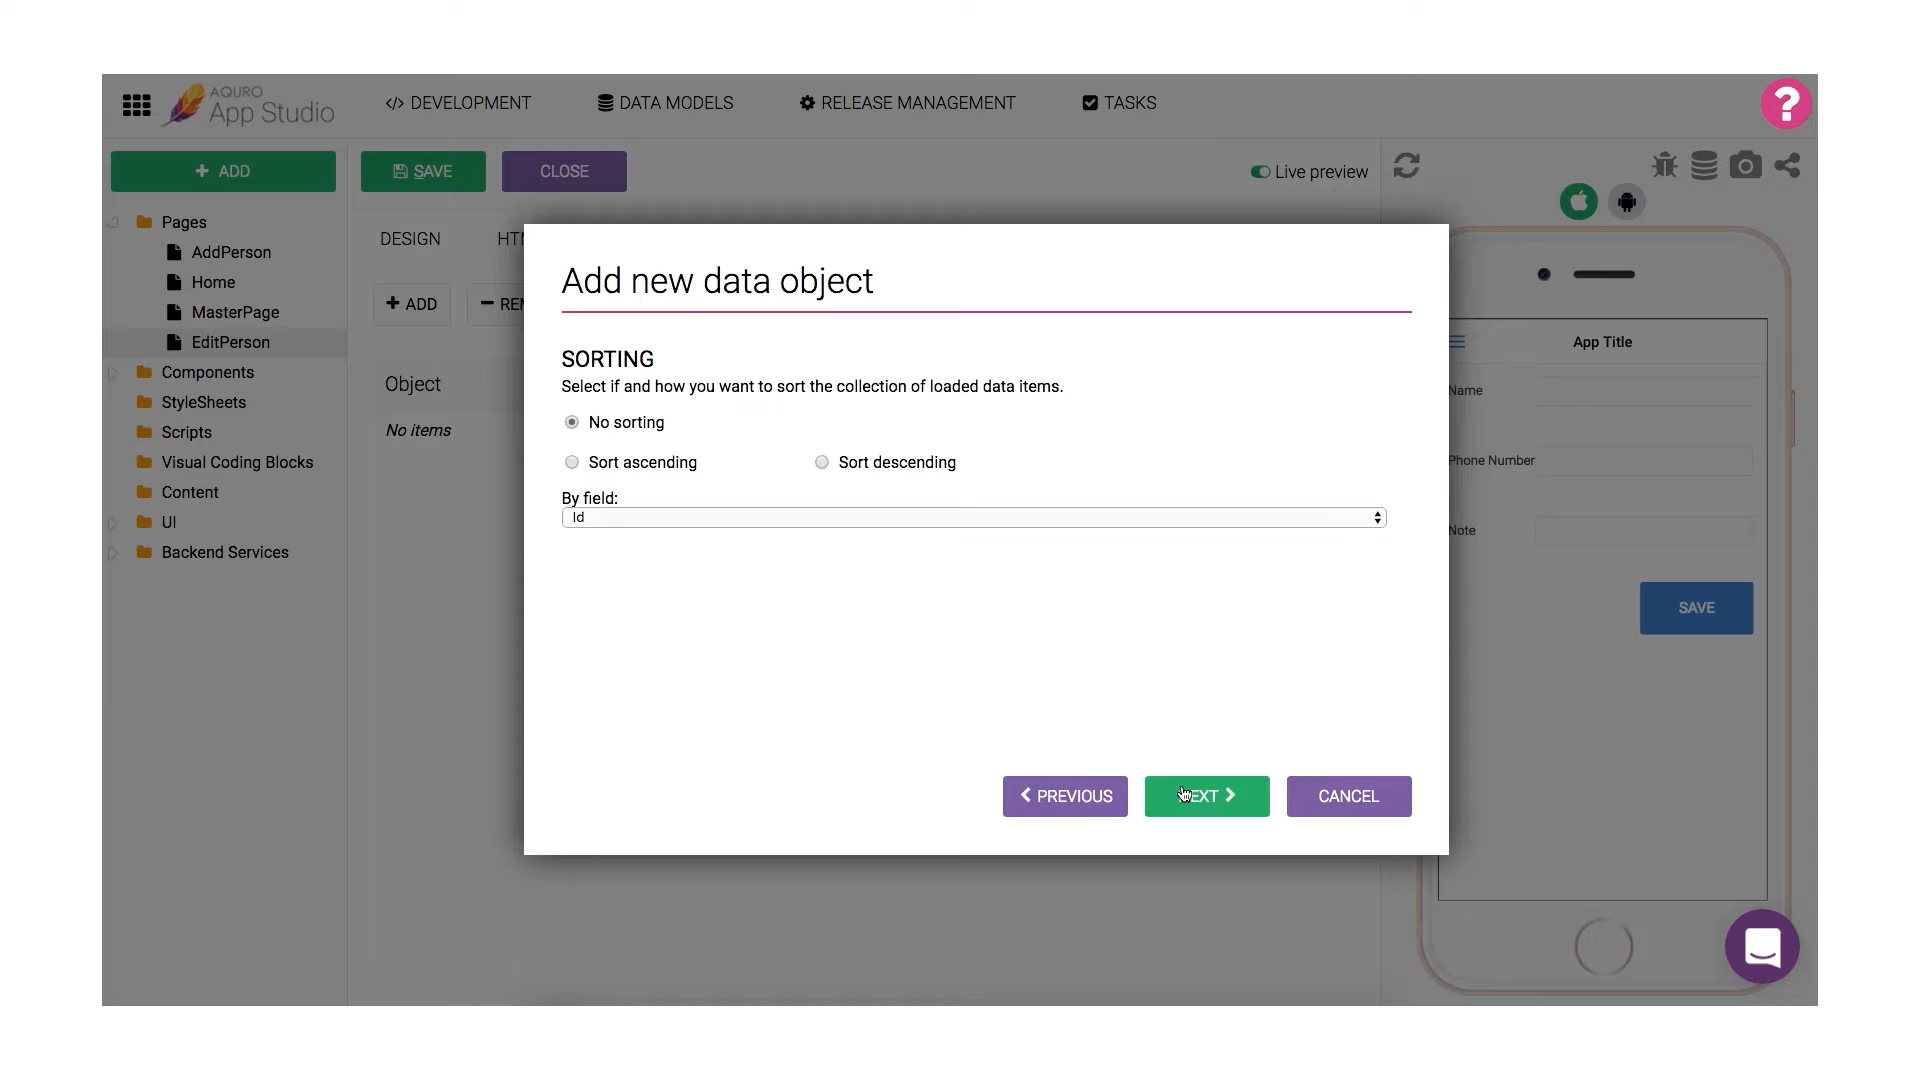 AQURO
App Studio
DEVELOPMENT
DATA MODELS
RELEASE MANAGEMENT
TASKS
?
+ ADD
SAVE
CLOSE
Live preview
Pages
AddPerson
Home
MasterPage
EditPerson
Components
StyleSheets
Scripts
Visual Coding Blocks
Content
UI
Backend Services
DESIGN
+ ADD
Object
No items
Add new data object
SORTING
Select if and how you want to sort the collection of loaded data items.
No sorting
Sort ascending
Sort descending
By field:
Id
PREVIOUS
NEXT
CANCEL
App Title
Name
Phone Number
Note
SAVE